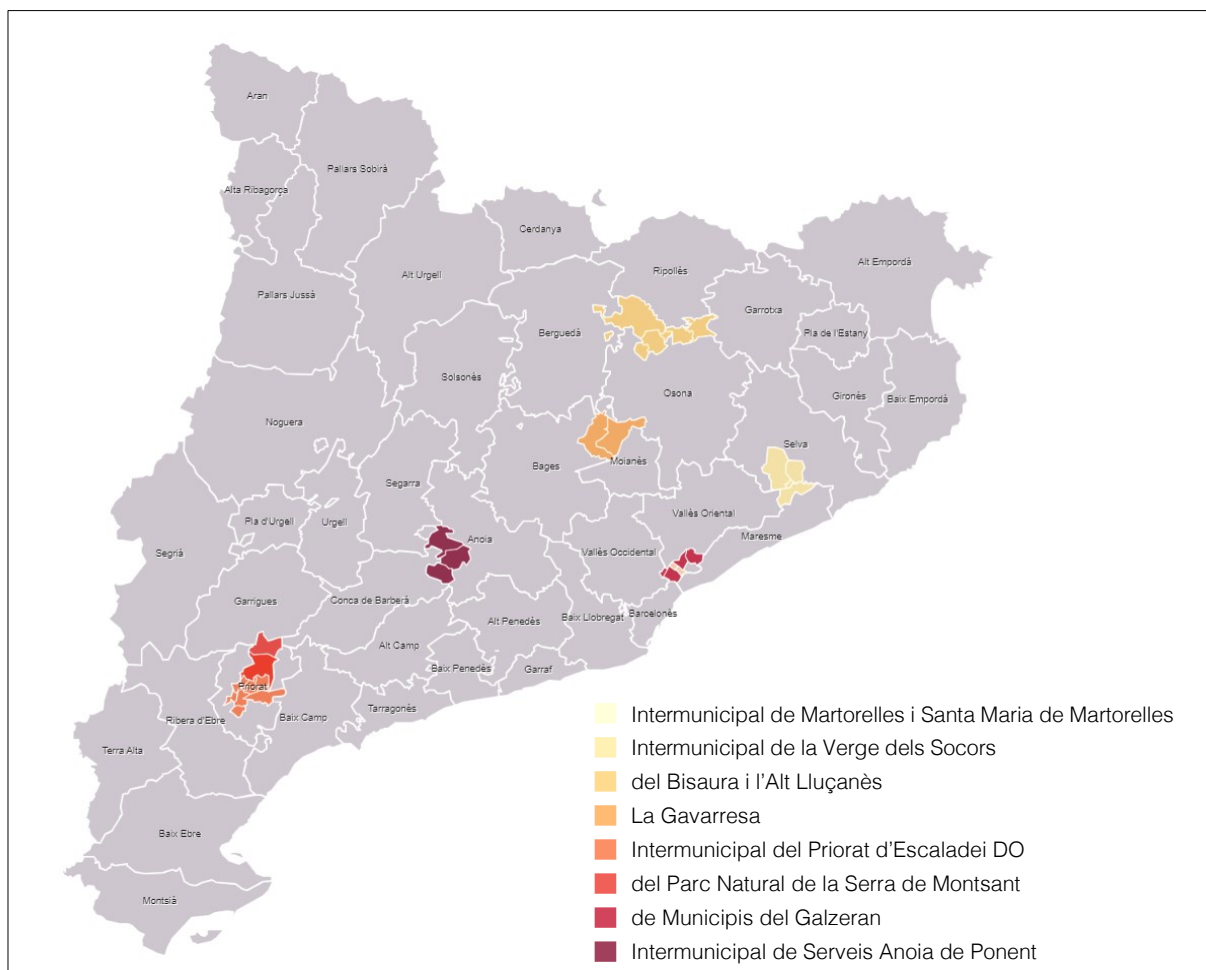 Aran
Pallars Sobirà
Alta Ribagorça
Cerdanya
Alt Empordà
Ripollès
Alt Urgell
Pallars Jussà
Garrotxa
Berguedà
Pla de l'Estany
Solsonès
Osona
Gironès
Baix Empordà
Noguera
Selva
Bages
Moianès
Segarra
Vallès Oriental
Pla d'Urgell
Urgell
Anoia
Maresme
Segrià
Vallès Occidental
Garrigues
Conca de Barberà
Baix Llobregat
Barcelonès
Alt Penedès
Alt Camp
Baix Penedès
Garraf
Priorat
Ribera d'Ebre
Baix Camp
Tarragonès
Terra Alta
Baix Ebre
Montsià
Intermunicipal de Martorelles i Santa Maria de Martorelles
Intermunicipal de la Verge dels Socors
del Bisaura i l'Alt Lluçanès
La Gavarresa
Intermunicipal del Priorat d'Escaladei DO
del Parc Natural de la Serra de Montsant
de Municipis del Galzeran
Intermunicipal de Serveis Anoia de Ponent